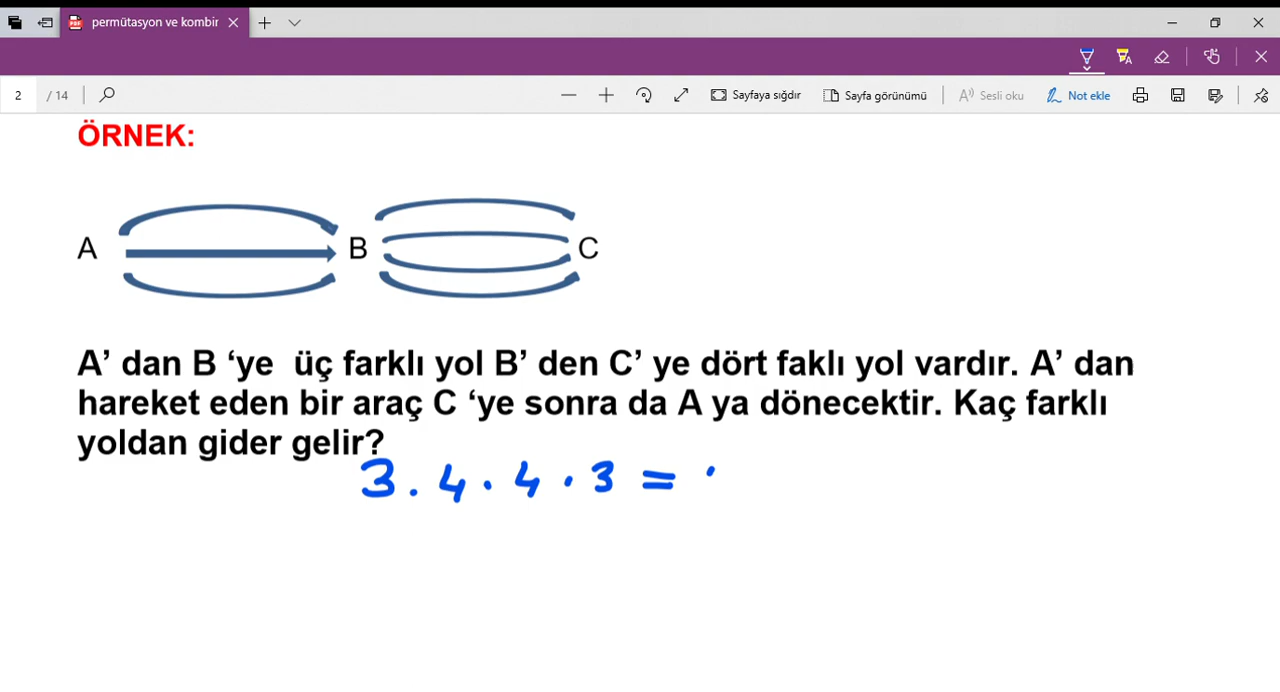 permütasyon ve kombir
2 / 14
Sayfaya sığdır
Sayfa görünümü
Sesli oku
Not ekle
ÖRNEK:
A B C
A’ dan B ‘ye üç farklı yol B’ den C’ ye dört faklı yol vardır. A’ dan
hareket eden bir araç C ‘ye sonra da A ya dönecektir. Kaç farklı
yoldan gider gelir?
3 . 4 . 4 . 3 =